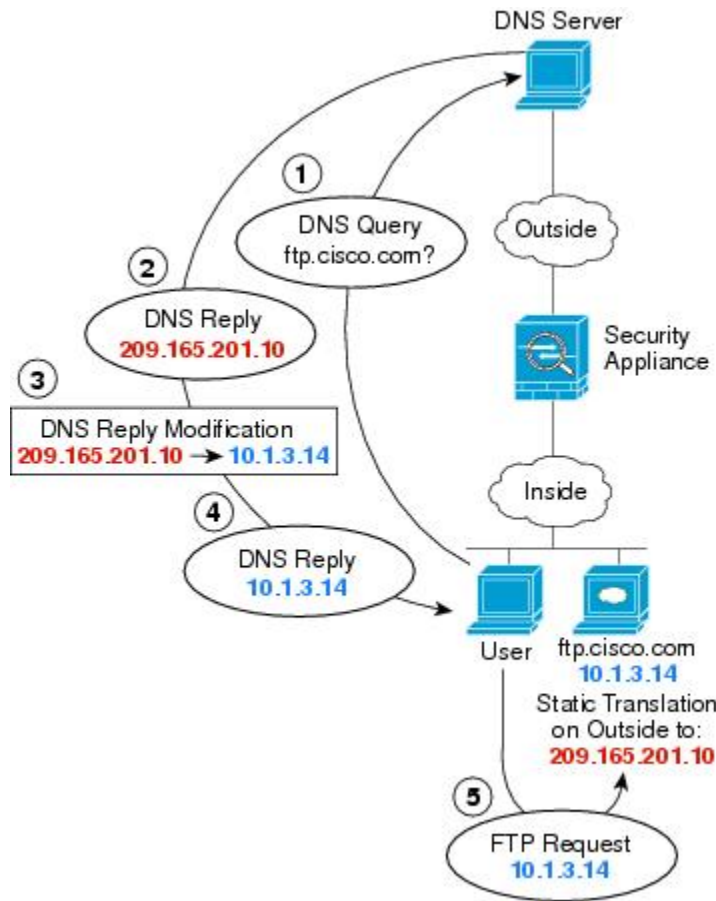 DNS Server
1
DNS Query
ftp.cisco.com?
Outside
2
DNS Reply
209.165.201.10
Security
Appliance
3
DNS Reply Modification
209.165.201.10 → 10.1.3.14
Inside
4
DNS Reply
10.1.3.14
User
ftp.cisco.com
10.1.3.14
Static Translation
on Outside to:
209.165.201.10
5
FTP Request
10.1.3.14